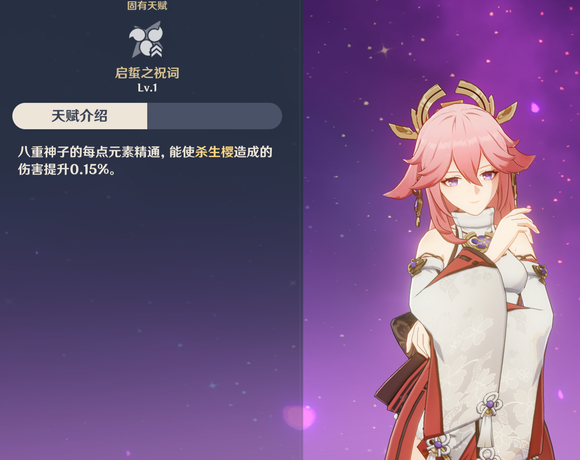 固有天赋
启蜇之祝词
Lv.1
天赋介绍
八重神子的每点元素精通，能使杀生樱造成的
伤害提升0.15%。